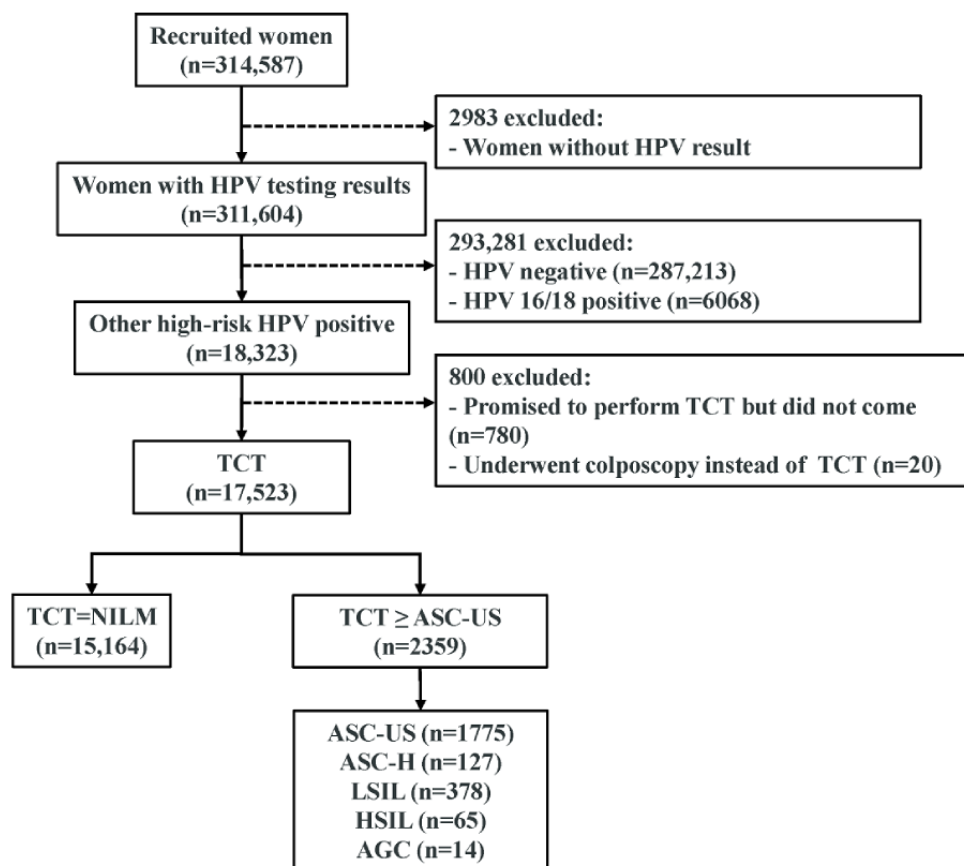 Recruited women
(n=314,587)
2983 excluded:
- Women without HPV result
Women with HPV testing results
(n=311,604)
293,281 excluded:
- HPV negative (n=287,213)
- HPV 16/18 positive (n=6068)
Other high-risk HPV positive
(n=18,323)
800 excluded:
- Promised to perform TCT but did not come
(n=780)
- Underwent colposcopy instead of TCT (n=20)
TCT
(n=17,523)
TCT=NILM
(n=15,164)
TCT ≥ ASC-US
(n=2359)
ASC-US (n=1775)
ASC-H (n=127)
LSIL (n=378)
HSIL (n=65)
AGC (n=14)